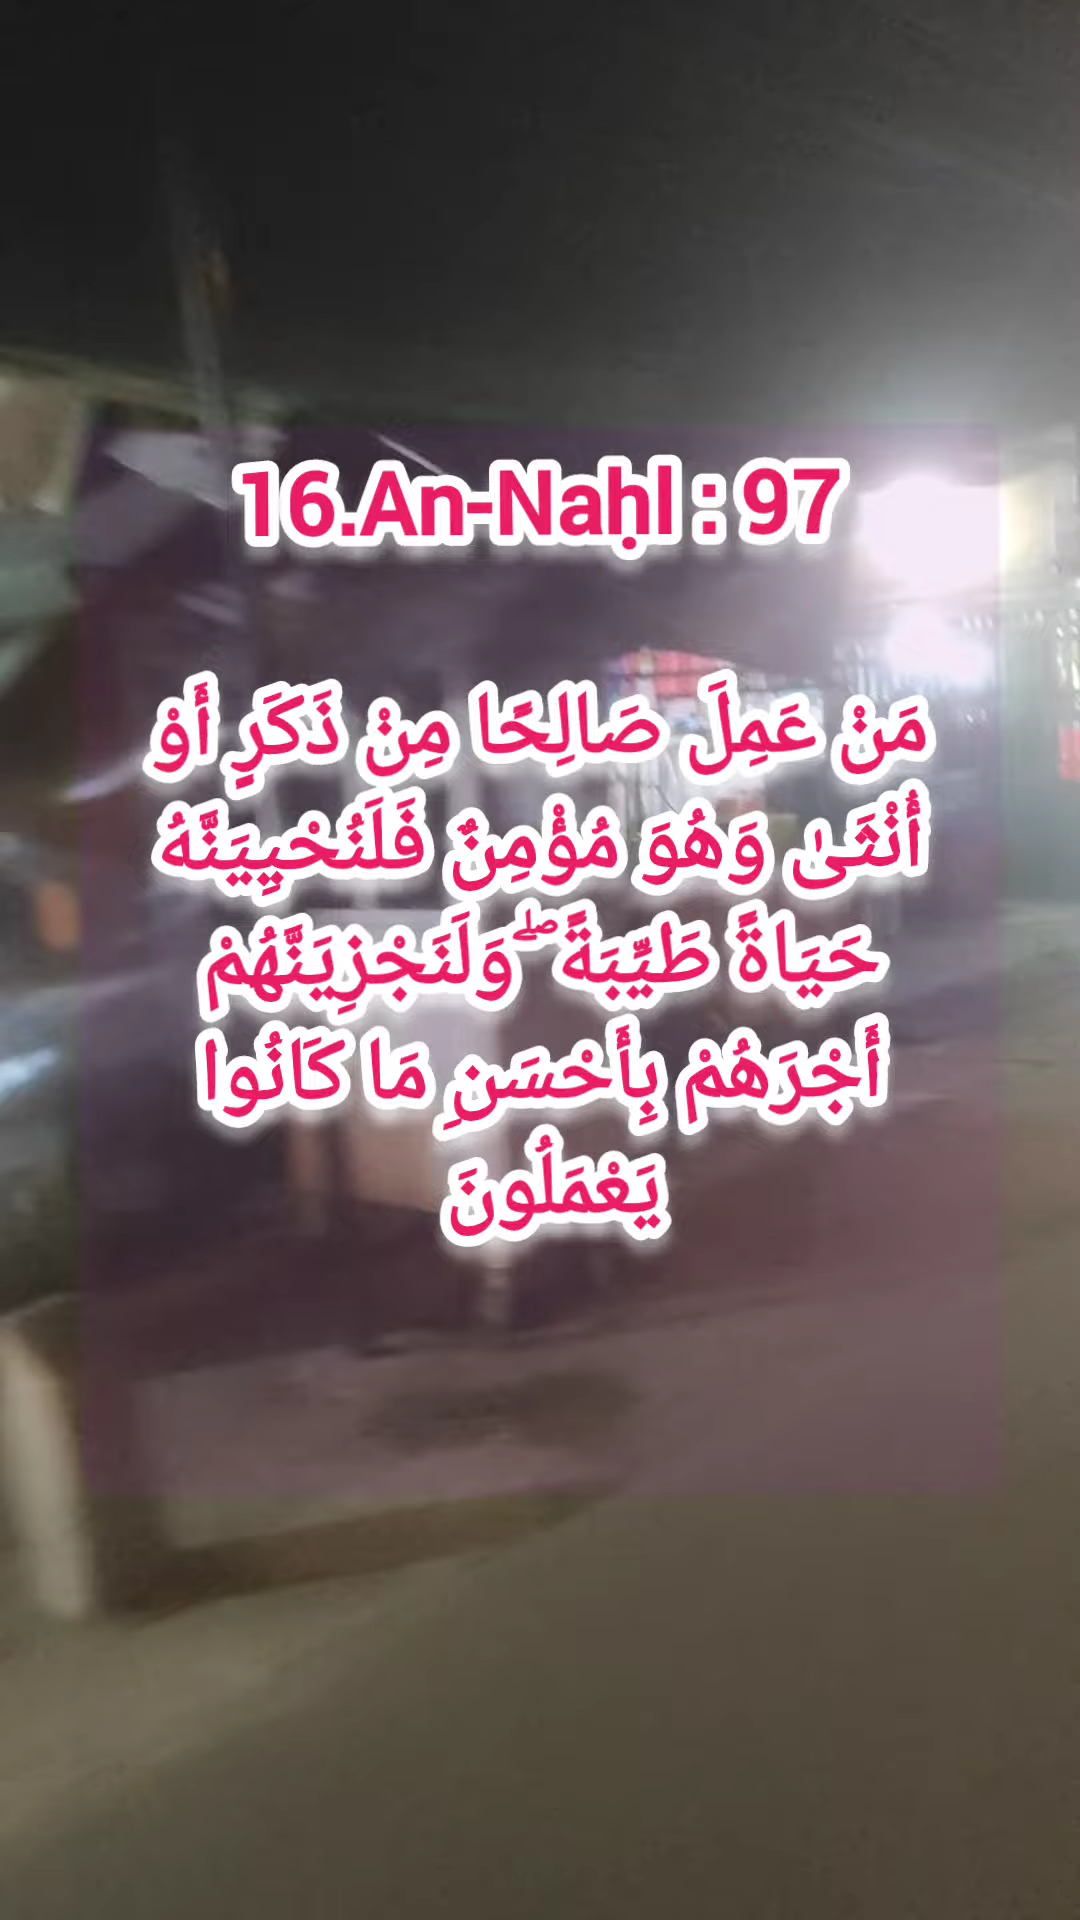 16.An-Naḥl : 97
مَنْ عَمِلَ صَالِحًا مِنْ ذَكَرٍ أَوْ
أُنْثَىٰ وَهُوَ مُؤْمِنٌ فَلَنُحْيِيَنَّهُ
حَيَاةً طَيِّبَةً ۖ وَلَنَجْزِيَنَّهُمْ
أَجْرَهُمْ بِأَحْسَنِ مَا كَانُوا
يَعْمَلُونَ